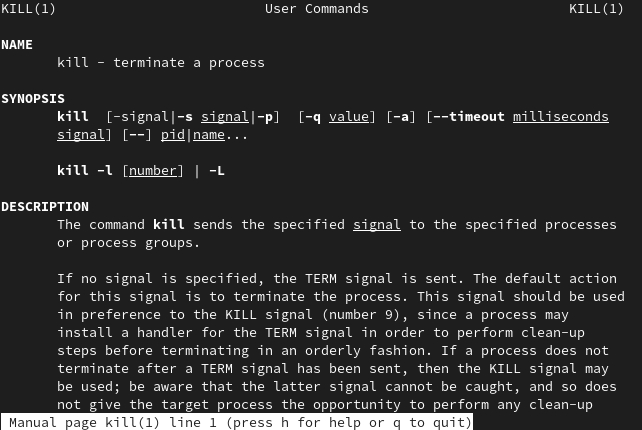 KILL(1) User Commands KILL(1)
NAME
kill - terminate a process
SYNOPSIS
kill [-signal|-s signal|-p] [-q value] [-a] [--timeout milliseconds
signal] [--] pid|name...
kill -l [number] | -L
DESCRIPTION
The command kill sends the specified signal to the specified processes
or process groups.
If no signal is specified, the TERM signal is sent. The default action
for this signal is to terminate the process. This signal should be used
in preference to the KILL signal (number 9), since a process may
install a handler for the TERM signal in order to perform clean-up
steps before terminating in an orderly fashion. If a process does not
terminate after a TERM signal has been sent, then the KILL signal may
be used; be aware that the latter signal cannot be caught, and so does
not give the target process the opportunity to perform any clean-up
Manual page kill(1) line 1 (press h for help or q to quit)